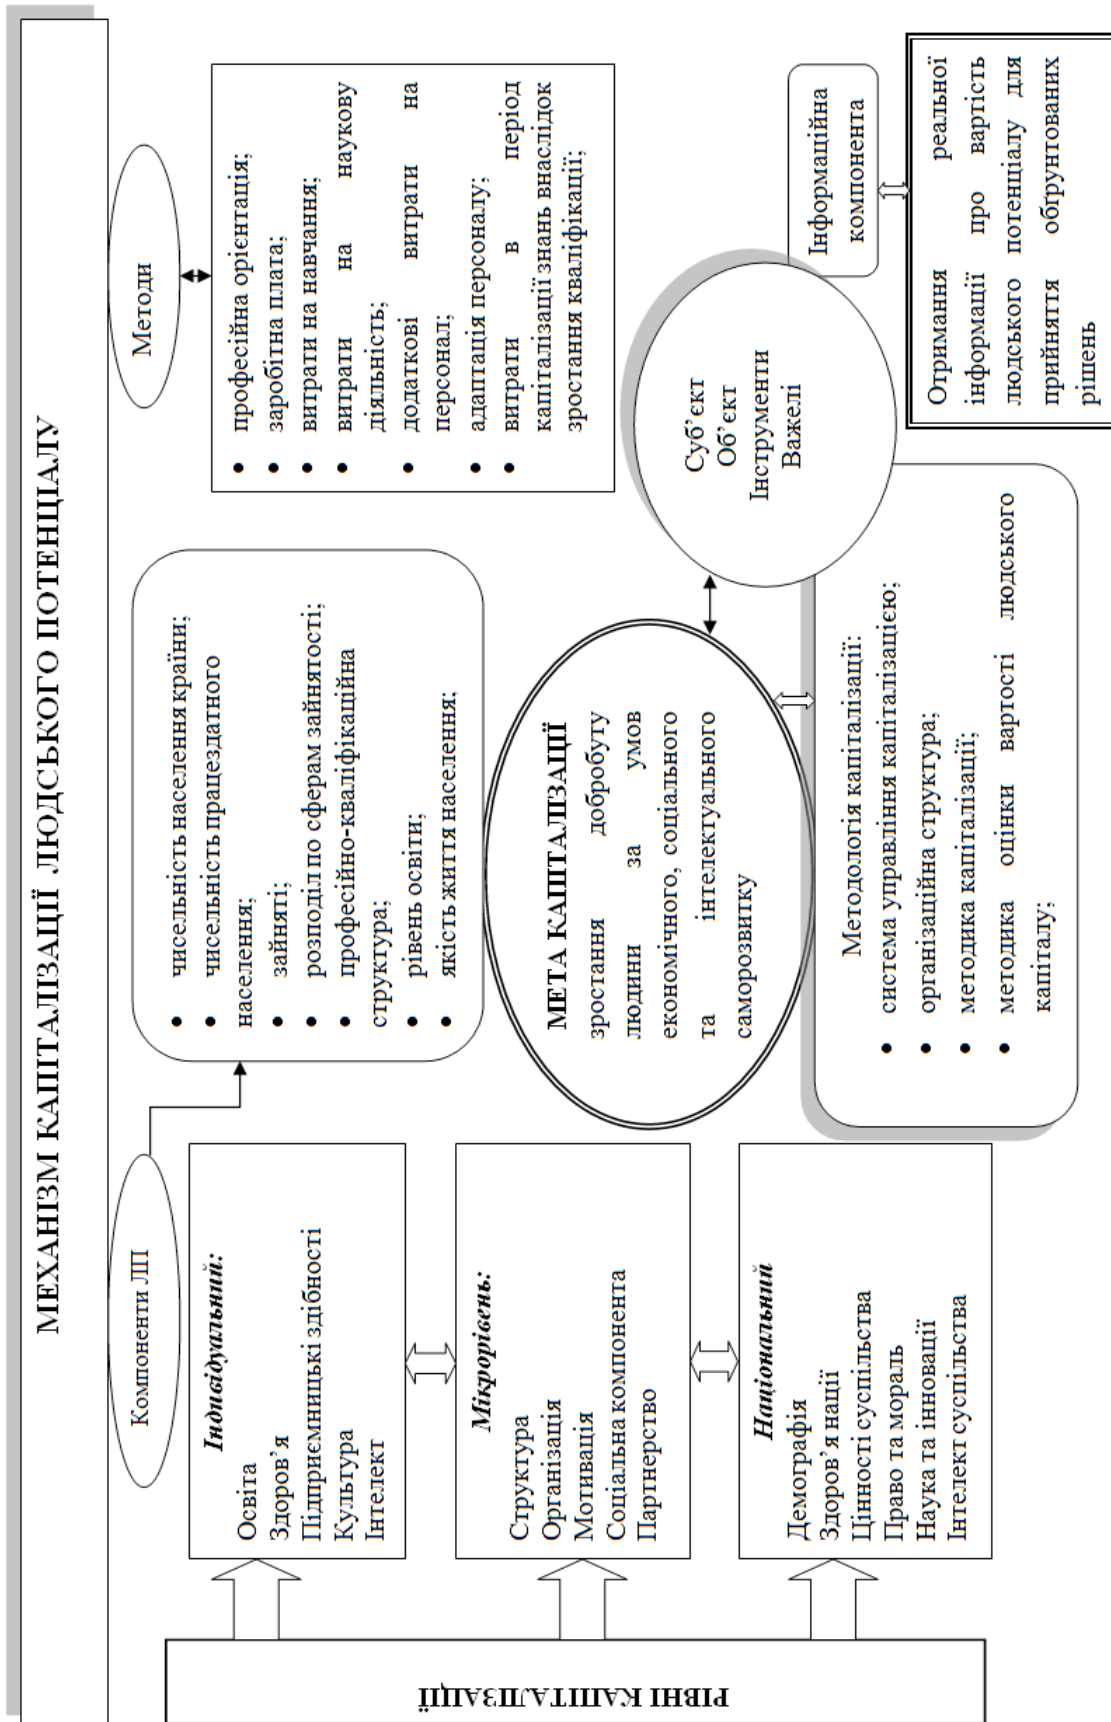 МЕХАНІЗМ КАПІТАЛІЗАЦІЇ ЛЮДСЬКОГО ПОТЕНЦІАЛУ
РІВНІ КАПІТАЛІЗАЦІЇ
Компоненти ЛП
Індивідуальний:
Освіта
Здоров’я
Підприємницькі здібності
Культура
Інтелект
Мікрорівень:
Структура
Організація
Мотивація
Соціальна компонента
Партнерство
Національний
Демографія
Здоров’я нації
Цінності суспільства
Право та мораль
Наука та інновації
Інтелект суспільства
• чисельність населення країни;
• чисельність працездатного
населення;
• зайняті;
• розподіл по сферам зайнятості;
• професійно-кваліфікаційна
структура;
• рівень освіти;
• якість життя населення;
МЕТА КАПІТАЛІЗАЦІЇ
зростання добробуту
людини за умов
економічного, соціального
та інтелектуального
саморозвитку
Методологія капіталізації:
• система управління капіталізацією;
• організаційна структура;
• методика капіталізації;
• методика оцінки вартості людського
капіталу;
Методи
• професійна орієнтація;
• заробітна плата;
• витрати на навчання;
• витрати на наукову
діяльність;
• додаткові витрати на
персонал;
• адаптація персоналу;
• витрати в період
капіталізації знань внаслідок
зростання кваліфікації;
Суб’єкт
Об’єкт
Інструменти
Важелі
Інформаційна
компонента
Отримання реальної
інформації про вартість
людського потенціалу для
прийняття обґрунтованих
рішень